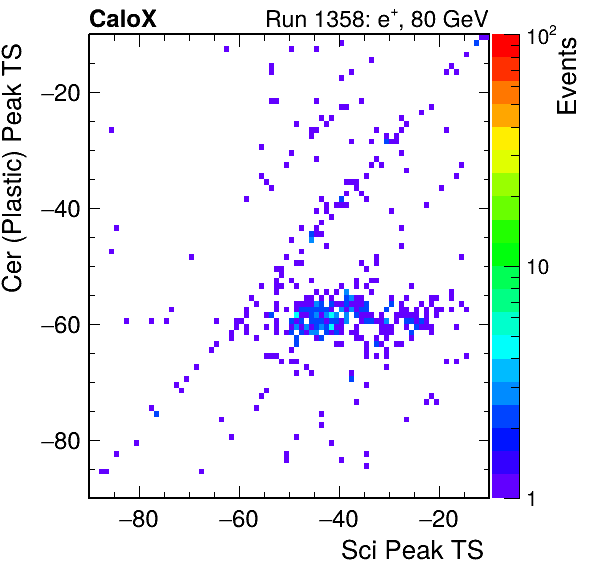 CaloX
Run 1358: e⁺, 80 GeV
Cer (Plastic) Peak TS
−20
−40
−60
−80
−80
−60
−40
−20
Sci Peak TS
10²
10
1
Events